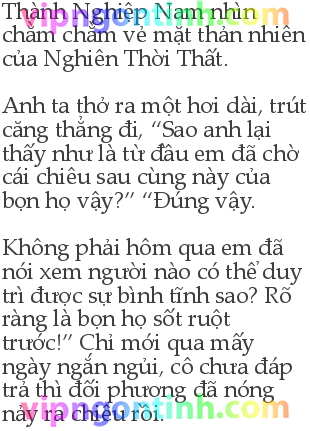 Thành Nghiệp Nam nhìn
vipngontinh.com
chằm chằm vẻ mặt thản nhiên
của Nghiên Thời Thất.
Anh ta thở ra một hơi dài, trút
căng thẳng đi, “Sao anh lại
thấy như là từ đầu em đã chờ
cái chiêu sau cùng này của
bọn họ vậy?” “Đúng vậy.
Không phải hôm qua em đã
nói xem người nào có thể duy
trì được sự bình tĩnh sao? Rõ
ràng là bọn họ sốt ruột
trước!” Chỉ mới qua mấy
ngày ngắn ngủi, cô chưa đáp
trả thì đối phương đã nóng
nảy ra chiêu rồi.
vipngontinh.com